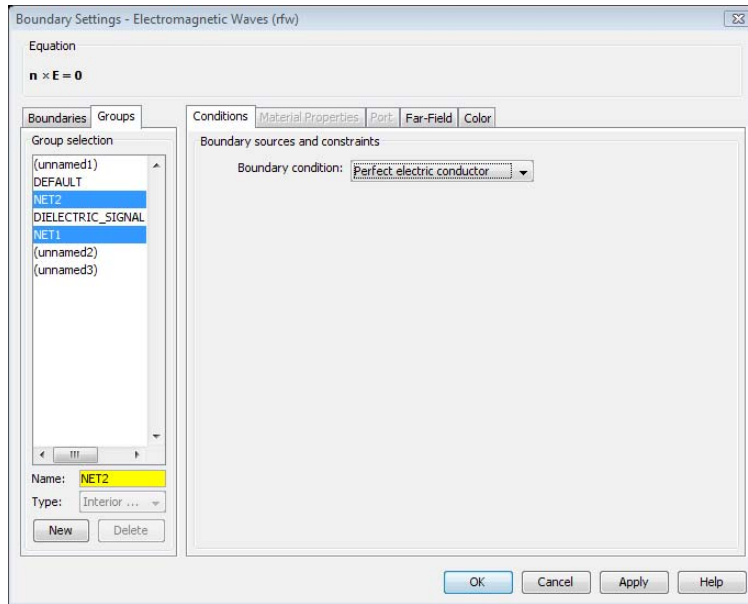 Boundary Settings - Electromagnetic Waves (rfw)
Equation
n × E = 0
Boundaries Groups
Conditions Material Properties Port Far-Field Color
Group selection
(unnamed1)
DEFAULT
NET2
DIELECTRIC_SIGNAL
NET1
(unnamed2)
(unnamed3)
Name: NET2
Type: Interior ...
New Delete
Boundary sources and constraints
Boundary condition: Perfect electric conductor
OK Cancel Apply Help